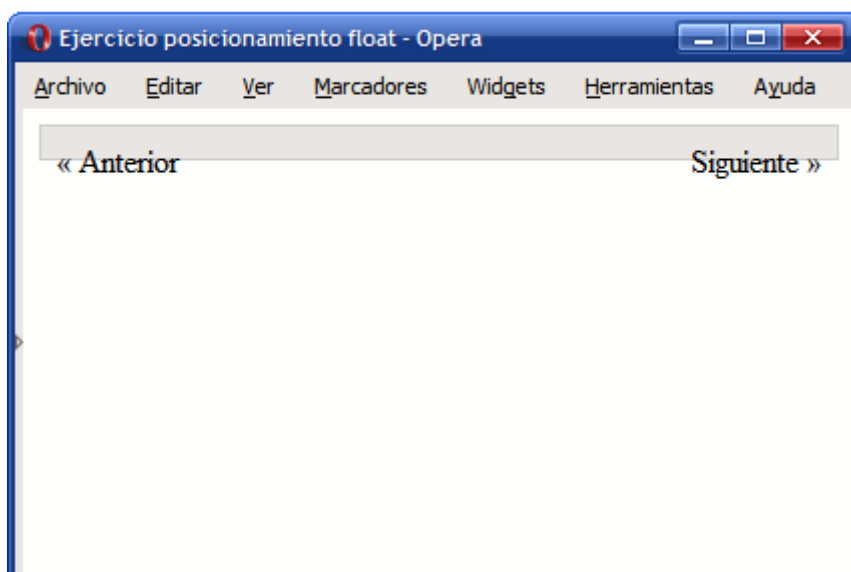 Ejercicio posicionamiento float - Opera
Archivo Editar Ver Marcadores Widgets Herramientas Ayuda
« Anterior Siguiente »